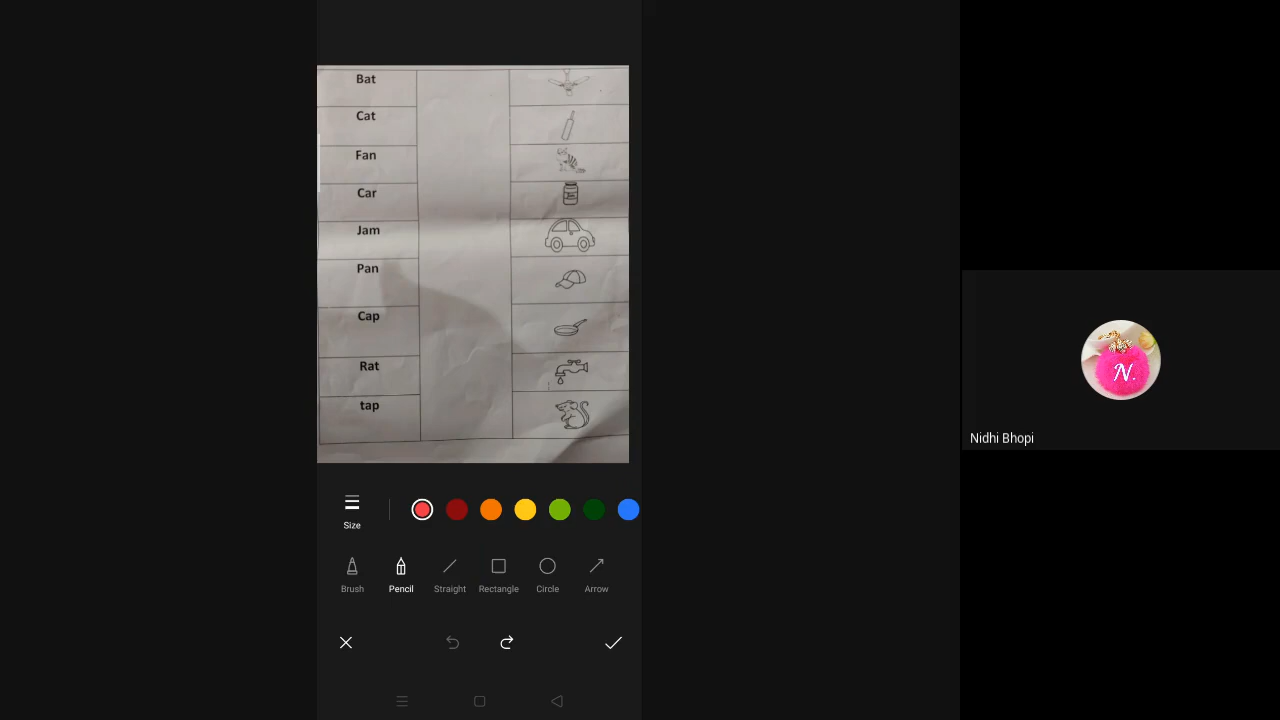 Bat
Cat
Fan
Car
Jam
Pan
Cap
Rat
tap
Size
Brush
Pencil
Straight
Rectangle
Circle
Arrow
N.
Nidhi Bhopi